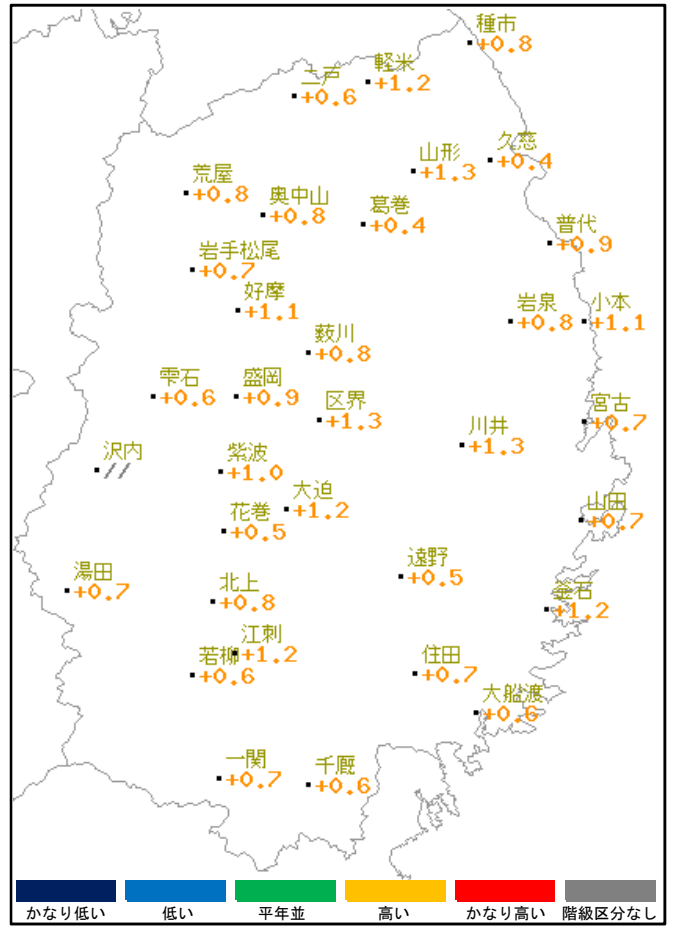 種市
+0.8
軽米
+1.2
二戸
+0.6
久慈
+0.4
山形
+1.3
荒屋
+0.8
奥中山
+0.8
葛巻
+0.4
普代
+0.9
岩手松尾
+0.7
好摩
+1.1
岩泉
+0.8
小本
+1.1
薮川
+0.8
雫石
+0.6
盛岡
+0.9
区界
+1.3
宮古
+0.7
川井
+1.3
沢内
//
紫波
+1.0
大迫
+1.2
花巻
+0.5
山田
+0.7
湯田
+0.7
北上
+0.8
遠野
+0.5
釜石
+1.2
江刺
+1.2
若柳
+0.6
住田
+0.7
大船渡
+0.6
一関
+0.7
千厩
+0.6
かなり低い
低い
平年並
高い
かなり高い
階級区分なし